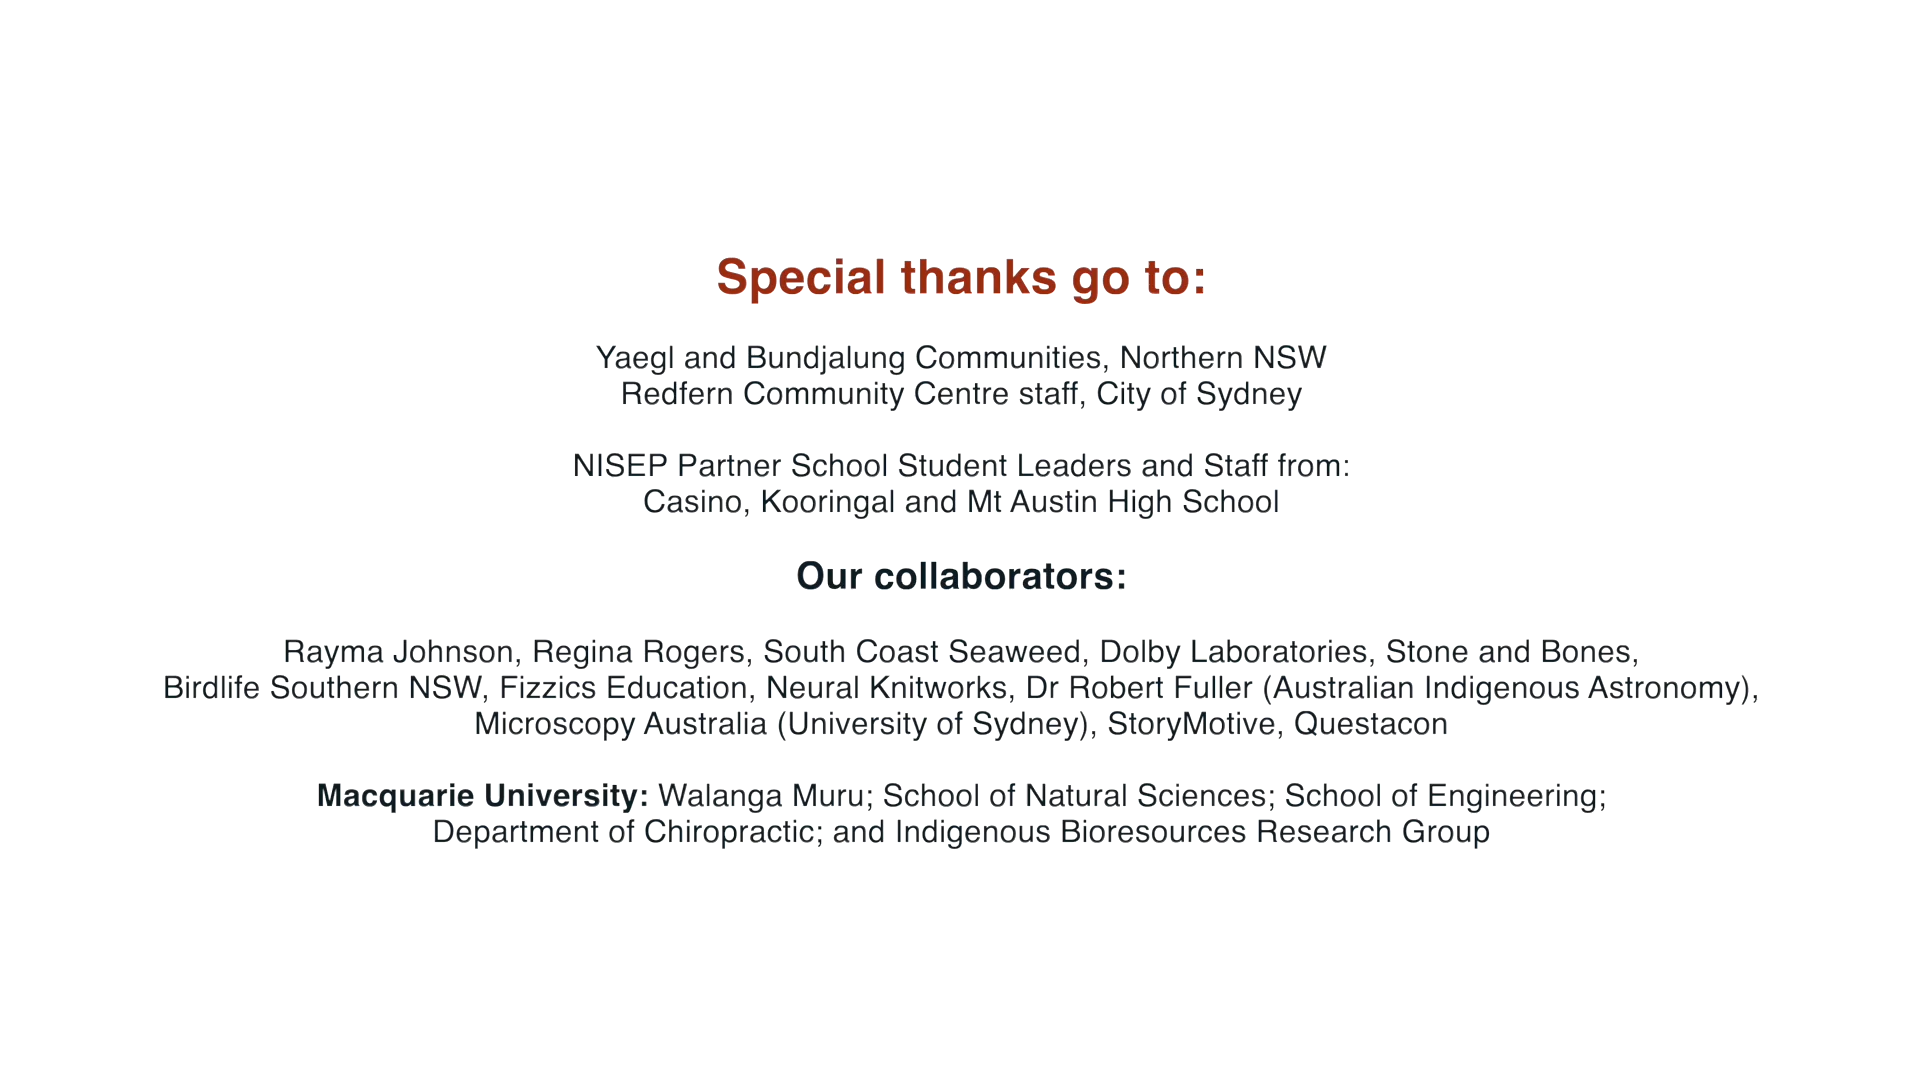 Special thanks go to:
Yaegl and Bundjalung Communities, Northern NSW
Redfern Community Centre staff, City of Sydney
NISEP Partner School Student Leaders and Staff from:
Casino, Kooringal and Mt Austin High School
Our collaborators:
Rayma Johnson, Regina Rogers, South Coast Seaweed, Dolby Laboratories, Stone and Bones,
Birdlife Southern NSW, Fizzics Education, Neural Knitworks, Dr Robert Fuller (Australian Indigenous Astronomy),
Microscopy Australia (University of Sydney), StoryMotive, Questacon
Macquarie University: Walanga Muru; School of Natural Sciences; School of Engineering;
Department of Chiropractic; and Indigenous Bioresources Research Group